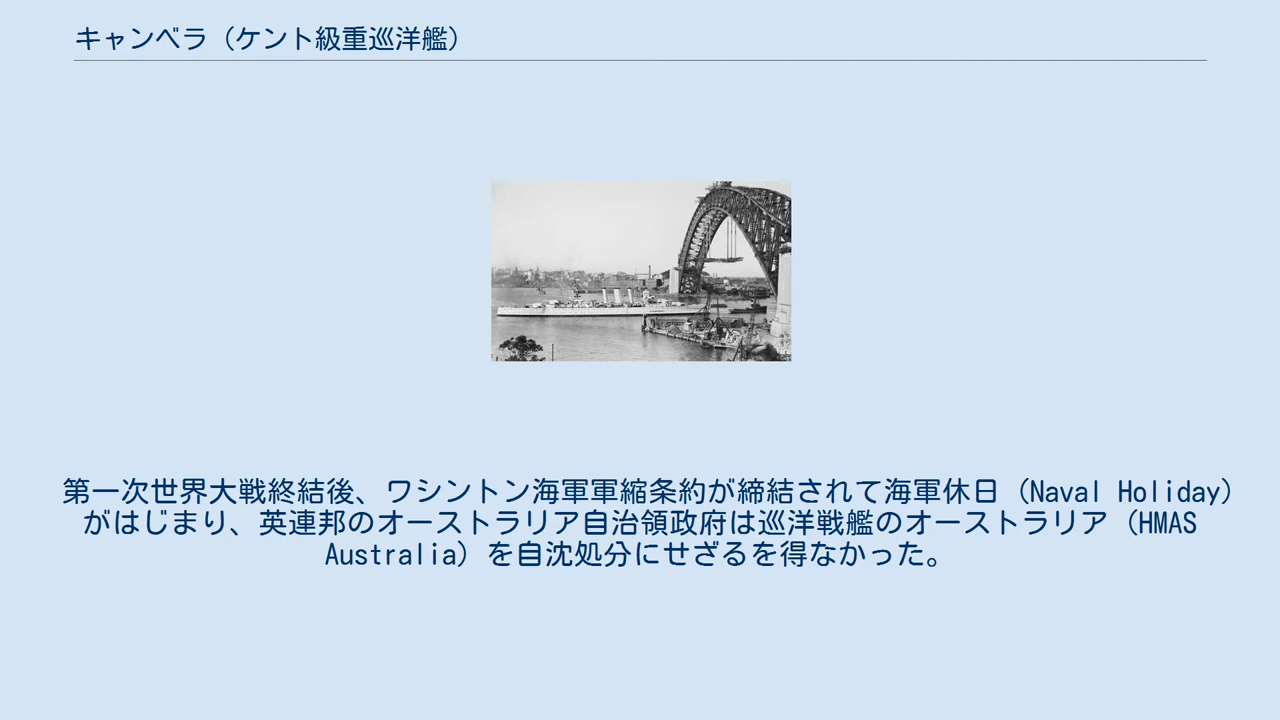 キャンベラ（ケント級重巡洋艦）
第一次世界大戦終結後、ワシントン海軍軍縮条約が締結されて海軍休日（Naval Holiday）
がはじまり、英連邦のオーストラリア自治領政府は巡洋戦艦のオーストラリア（HMAS
Australia）を自沈処分にせざるを得なかった。